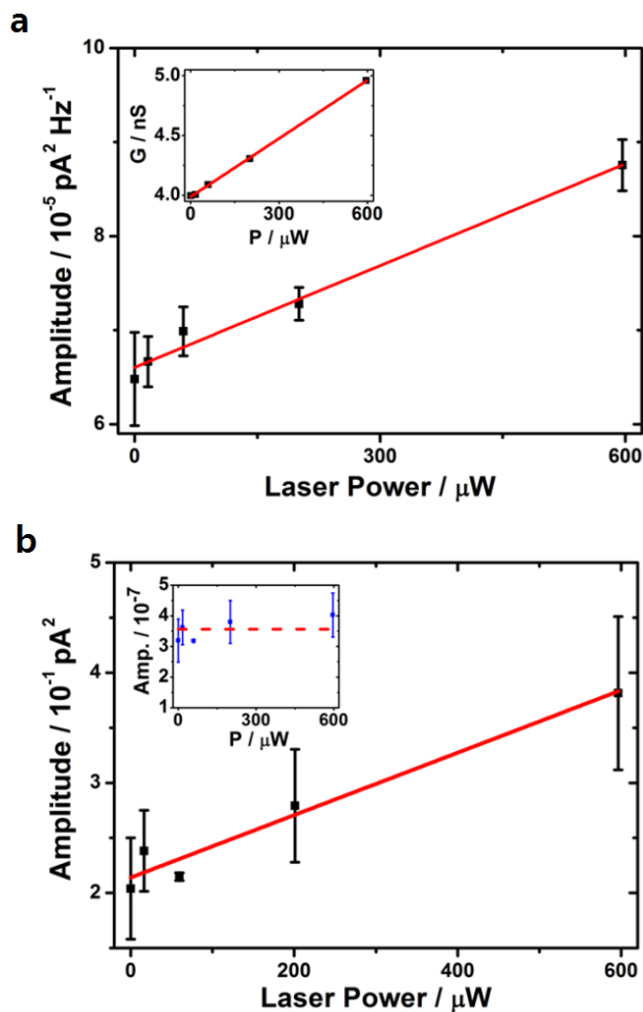 a
10
8
6
Amplitude / 10⁻⁵ pA² Hz⁻¹
5.0
4.5
4.0
G / nS
0 300 600
P / μW
0 300 600
Laser Power / μW
b
5
4
3
2
Amplitude / 10⁻¹ pA²
5
4
3
2
1
Amp. / 10⁻⁷
0 300 600
P / μW
0 200 400 600
Laser Power / μW